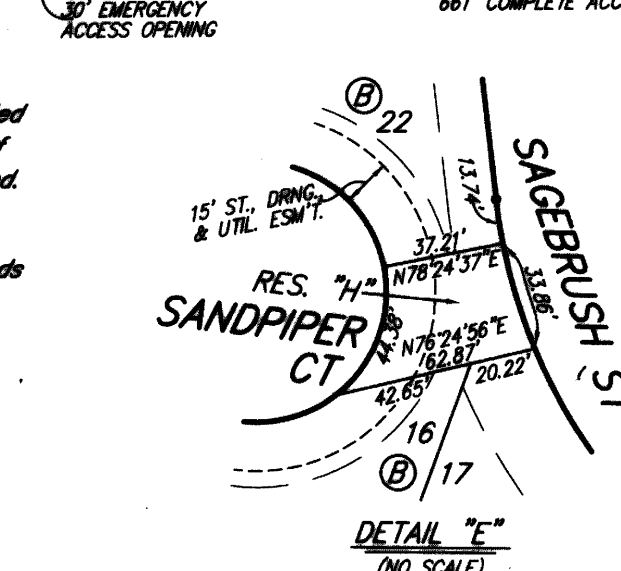 30' EMERGENCY
ACCESS OPENING
661 COMPLETE ACC
ed
f
d.
ds
B
22
15' ST., DRNG.,
& UTIL. ESM'T.
13.74'
SAGEBRUSH ST
37.21'
N78°24'37"E
33.86'
RES. "H"
SANDPIPER
CT
44.38'
N76°24'56"E
62.87'
42.65'
20.22'
16
B
17
DETAIL "E"
(NO SCALE)